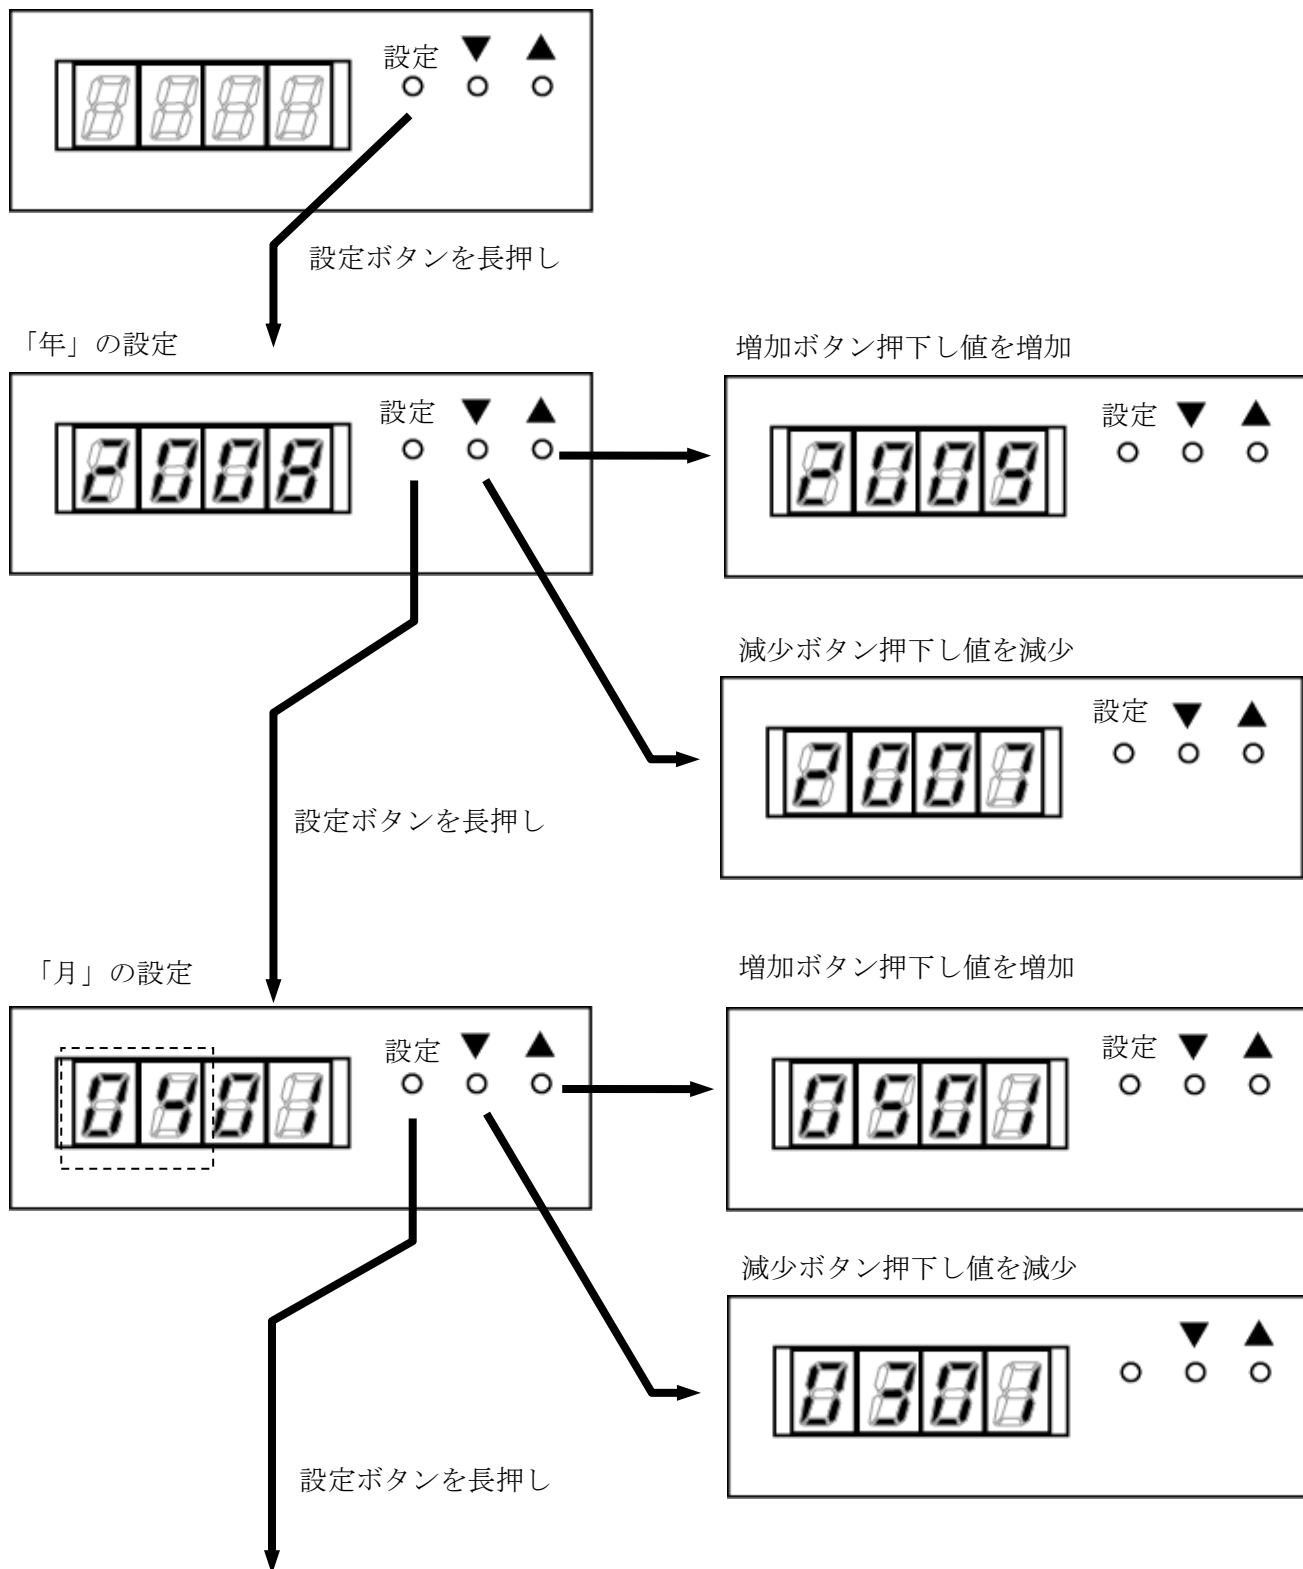 設定 ▼ ▲
設定ボタンを長押し
「年」の設定
2008
設定 ▼ ▲
増加ボタン押下し値を増加
2009
設定 ▼ ▲
減少ボタン押下し値を減少
2007
設定 ▼ ▲
設定ボタンを長押し
「月」の設定
0401
設定 ▼ ▲
増加ボタン押下し値を増加
0501
設定 ▼ ▲
減少ボタン押下し値を減少
0301
▼ ▲
設定ボタンを長押し